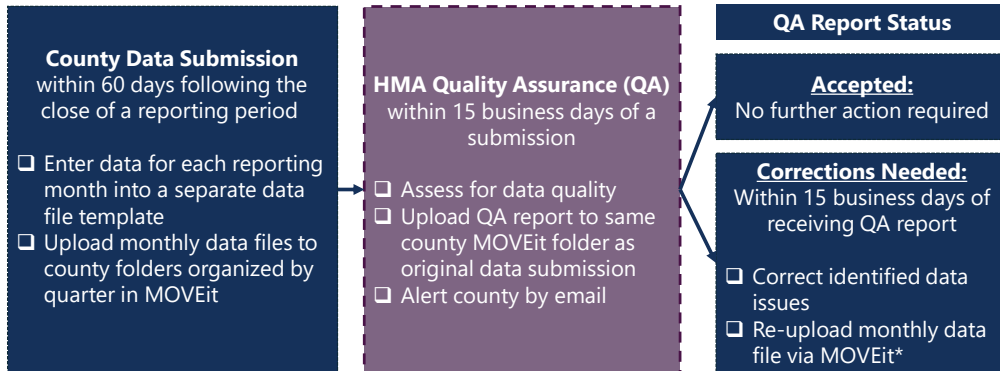 County Data Submission
within 60 days following the
close of a reporting period
❑ Enter data for each reporting
month into a separate data
file template
❑ Upload monthly data files to
county folders organized by
quarter in MOVEit
HMA Quality Assurance (QA)
within 15 business days of a
submission
❑ Assess for data quality
❑ Upload QA report to same
county MOVEit folder as
original data submission
❑ Alert county by email
QA Report Status
Accepted:
No further action required
Corrections Needed:
Within 15 business days of
receiving QA report
❑ Correct identified data
issues
❑ Re-upload monthly data
file via MOVEit*